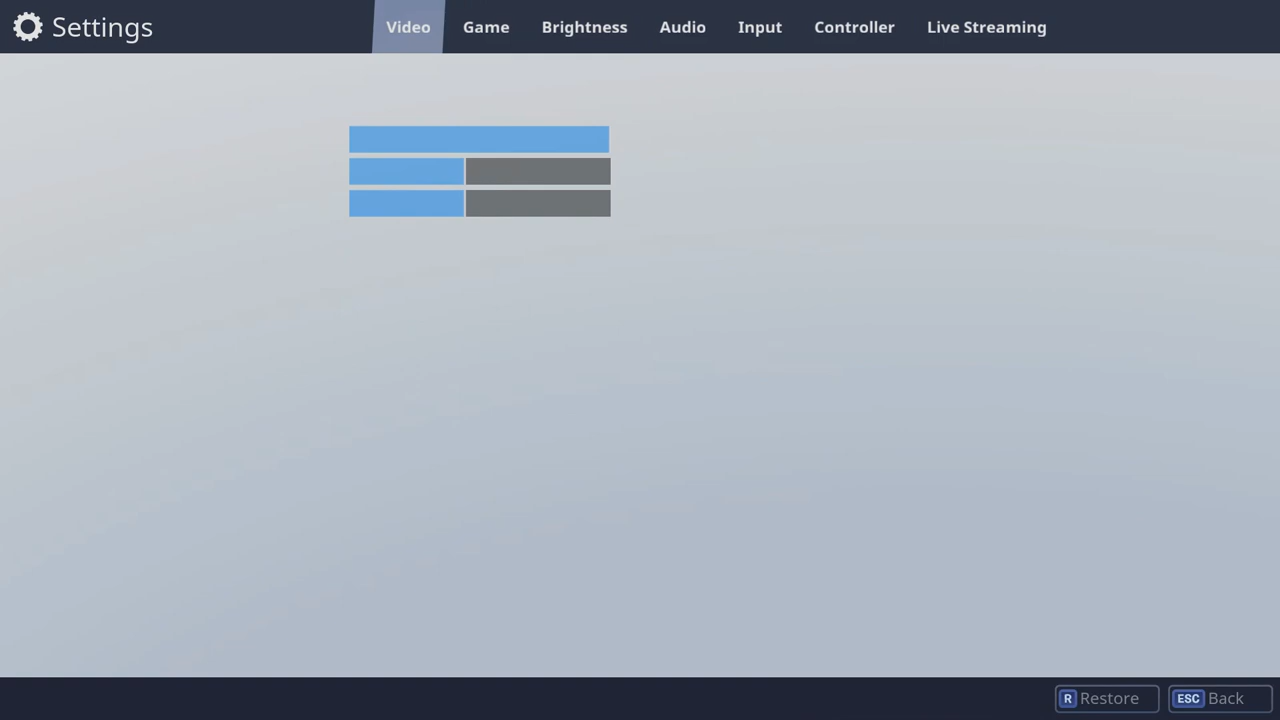 Settings
Video Game Brightness Audio Input Controller Live Streaming
R Restore ESC Back